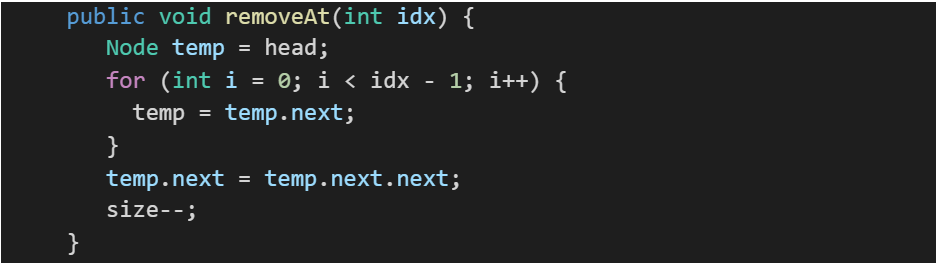 public void removeAt(int idx) {
Node temp = head;
for (int i = 0; i < idx - 1; i++) {
temp = temp.next;
}
temp.next = temp.next.next;
size--;
}